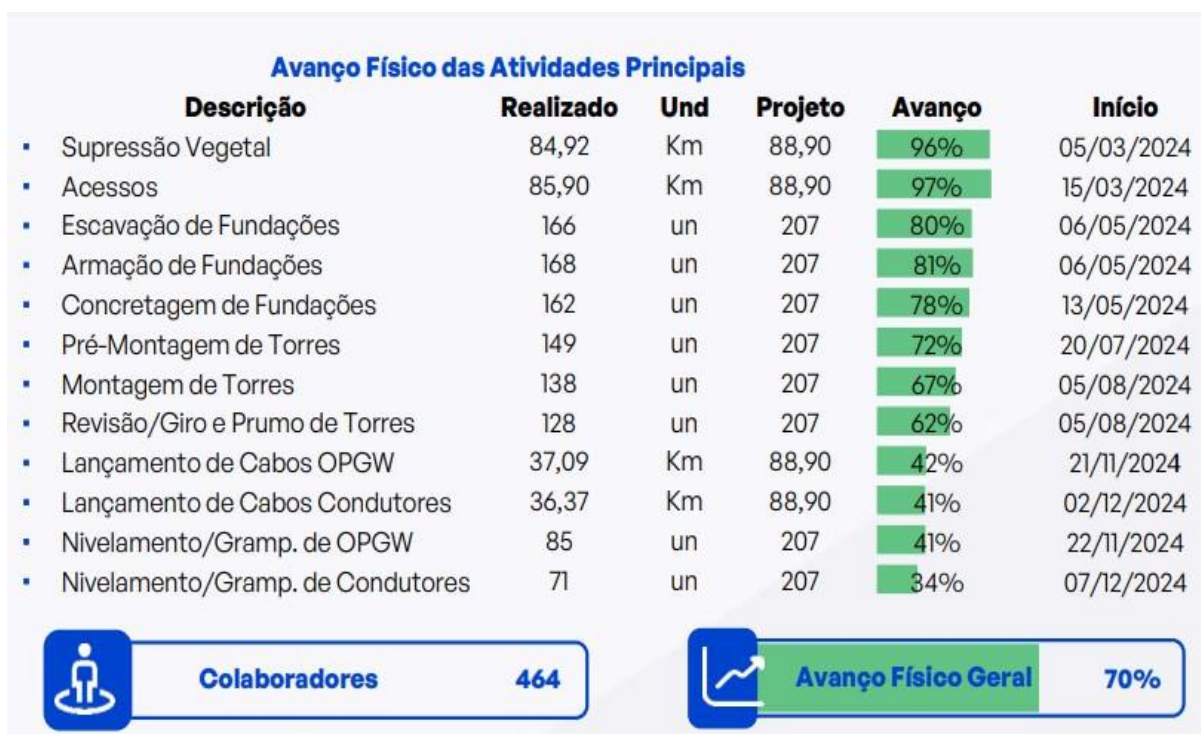 Avanço Físico das Atividades Principais
Descrição Realizado Und Projeto Avanço Início
▪ Supressão Vegetal 84,92 Km 88,90 96% 05/03/2024
▪ Acessos 85,90 Km 88,90 97% 15/03/2024
▪ Escavação de Fundações 166 un 207 80% 06/05/2024
▪ Armação de Fundações 168 un 207 81% 06/05/2024
▪ Concretagem de Fundações 162 un 207 78% 13/05/2024
▪ Pré-Montagem de Torres 149 un 207 72% 20/07/2024
▪ Montagem de Torres 138 un 207 67% 05/08/2024
▪ Revisão/Giro e Prumo de Torres 128 un 207 62% 05/08/2024
▪ Lançamento de Cabos OPGW 37,09 Km 88,90 42% 21/11/2024
▪ Lançamento de Cabos Condutores 36,37 Km 88,90 41% 02/12/2024
▪ Nivelamento/Gramp. de OPGW 85 un 207 41% 22/11/2024
▪ Nivelamento/Gramp. de Condutores 71 un 207 34% 07/12/2024
Colaboradores 464
Avanço Físico Geral 70%